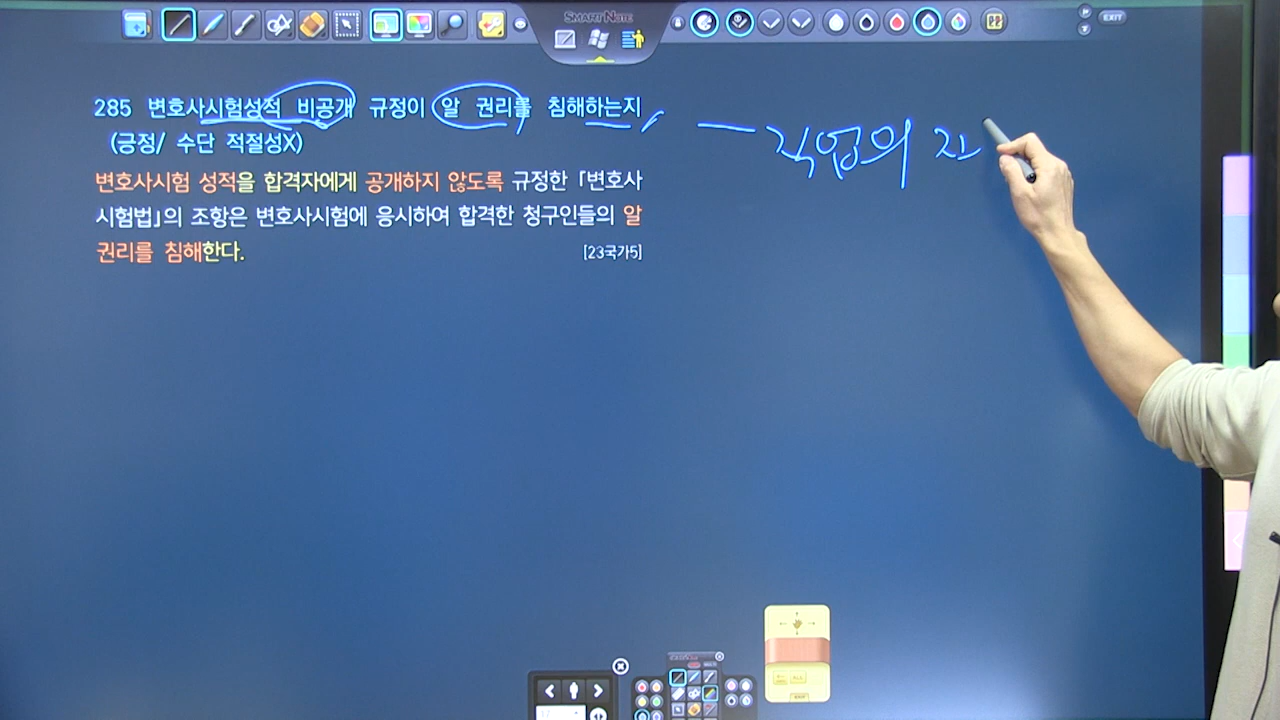 SMART NOTE
EXIT
285 변호사시험성적 비공개 규정이 알 권리를 침해하는지
(긍정/ 수단 적절성X)
변호사시험 성적을 합격자에게 공개하지 않도록 규정한 「변호사
시험법」의 조항은 변호사시험에 응시하여 합격한 청구인들의 알
권리를 침해한다.
[23국가5]
직업의 자
ALL